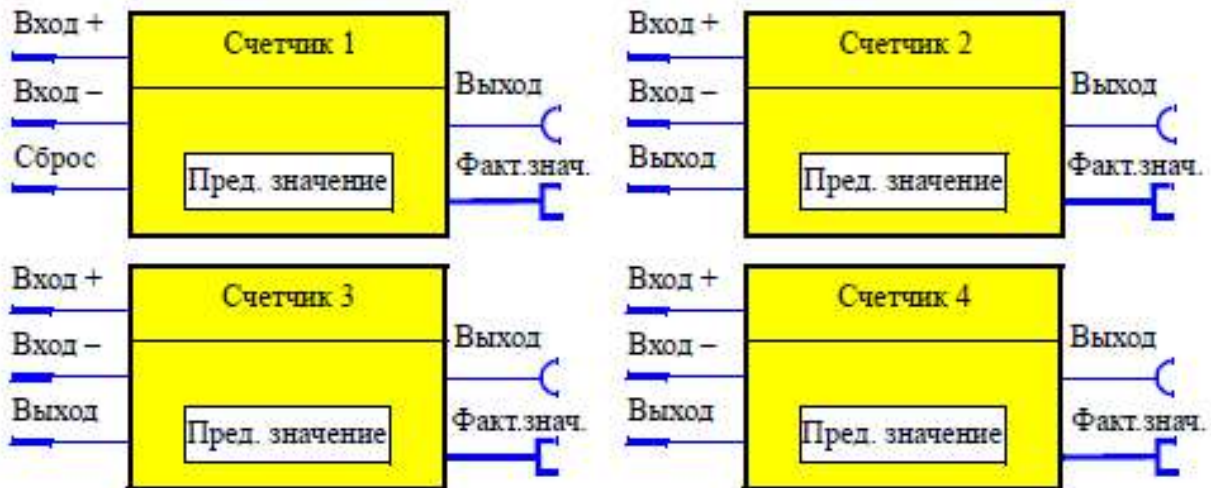 Вход +
Счетчик 1
Вход –
Выход
Сброс
Пред. значение
Факт.знач.
Вход +
Счетчик 2
Вход –
Выход
Выход
Пред. значение
Факт.знач.
Вход +
Счетчик 3
Вход –
Выход
Выход
Пред. значение
Факт.знач.
Вход +
Счетчик 4
Вход –
Выход
Выход
Пред. значение
Факт.знач.